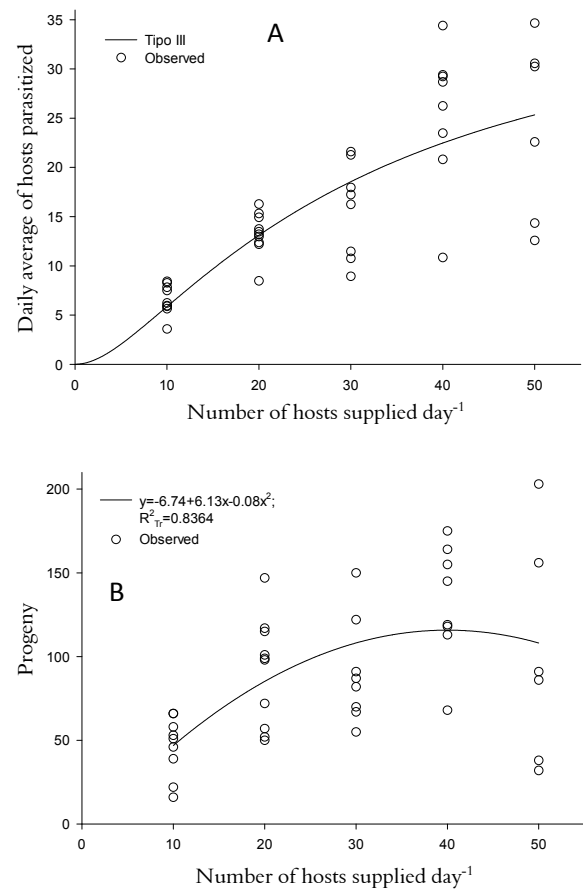 A
Tipo III
Observed
Daily average of hosts parasitized
40
35
30
25
20
15
10
5
0
0 10 20 30 40 50
Number of hosts supplied day⁻¹
y=-6.74+6.13x-0.08x²;
R²Tr=0.8364
Observed
B
Progeny
200
150
100
50
0
0 10 20 30 40 50
Number of hosts supplied day⁻¹